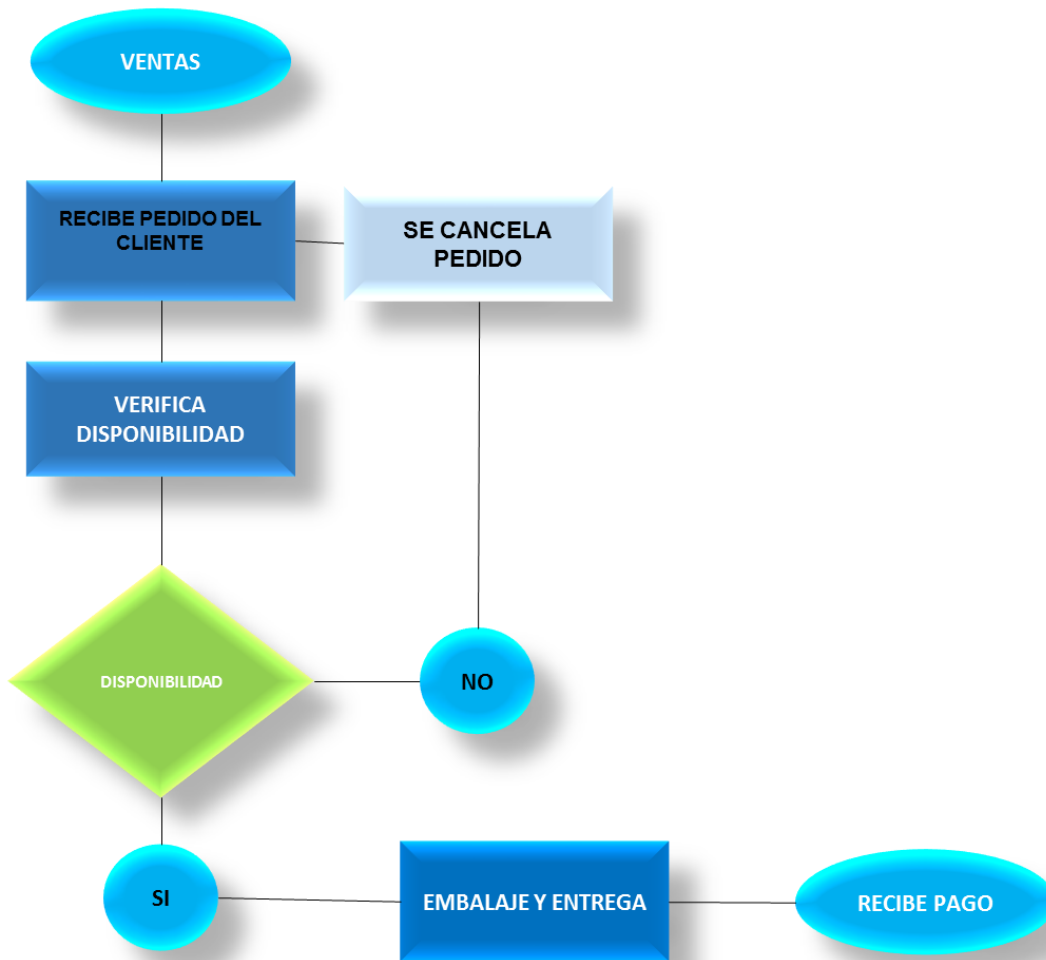 VENTAS
RECIBE PEDIDO DEL
CLIENTE
SE CANCELA
PEDIDO
VERIFICA
DISPONIBILIDAD
DISPONIBILIDAD
NO
SI
EMBALAJE Y ENTREGA
RECIBE PAGO